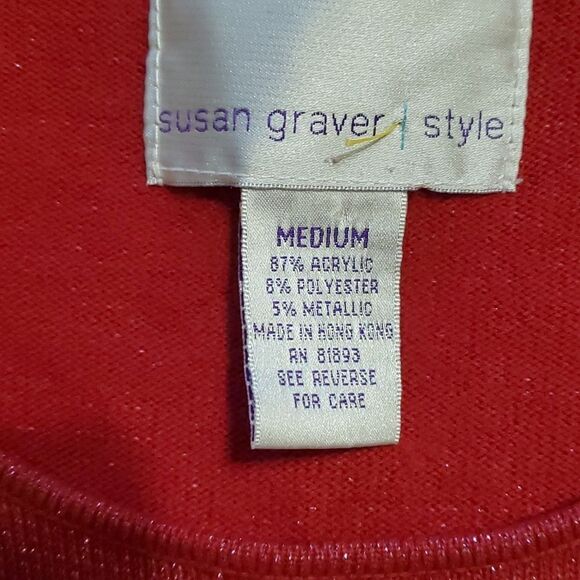 susan graver | style
MEDIUM
87% ACRYLIC
8% POLYESTER
5% METALLIC
MADE IN HONG KONG
RN 81893
SEE REVERSE
FOR CARE